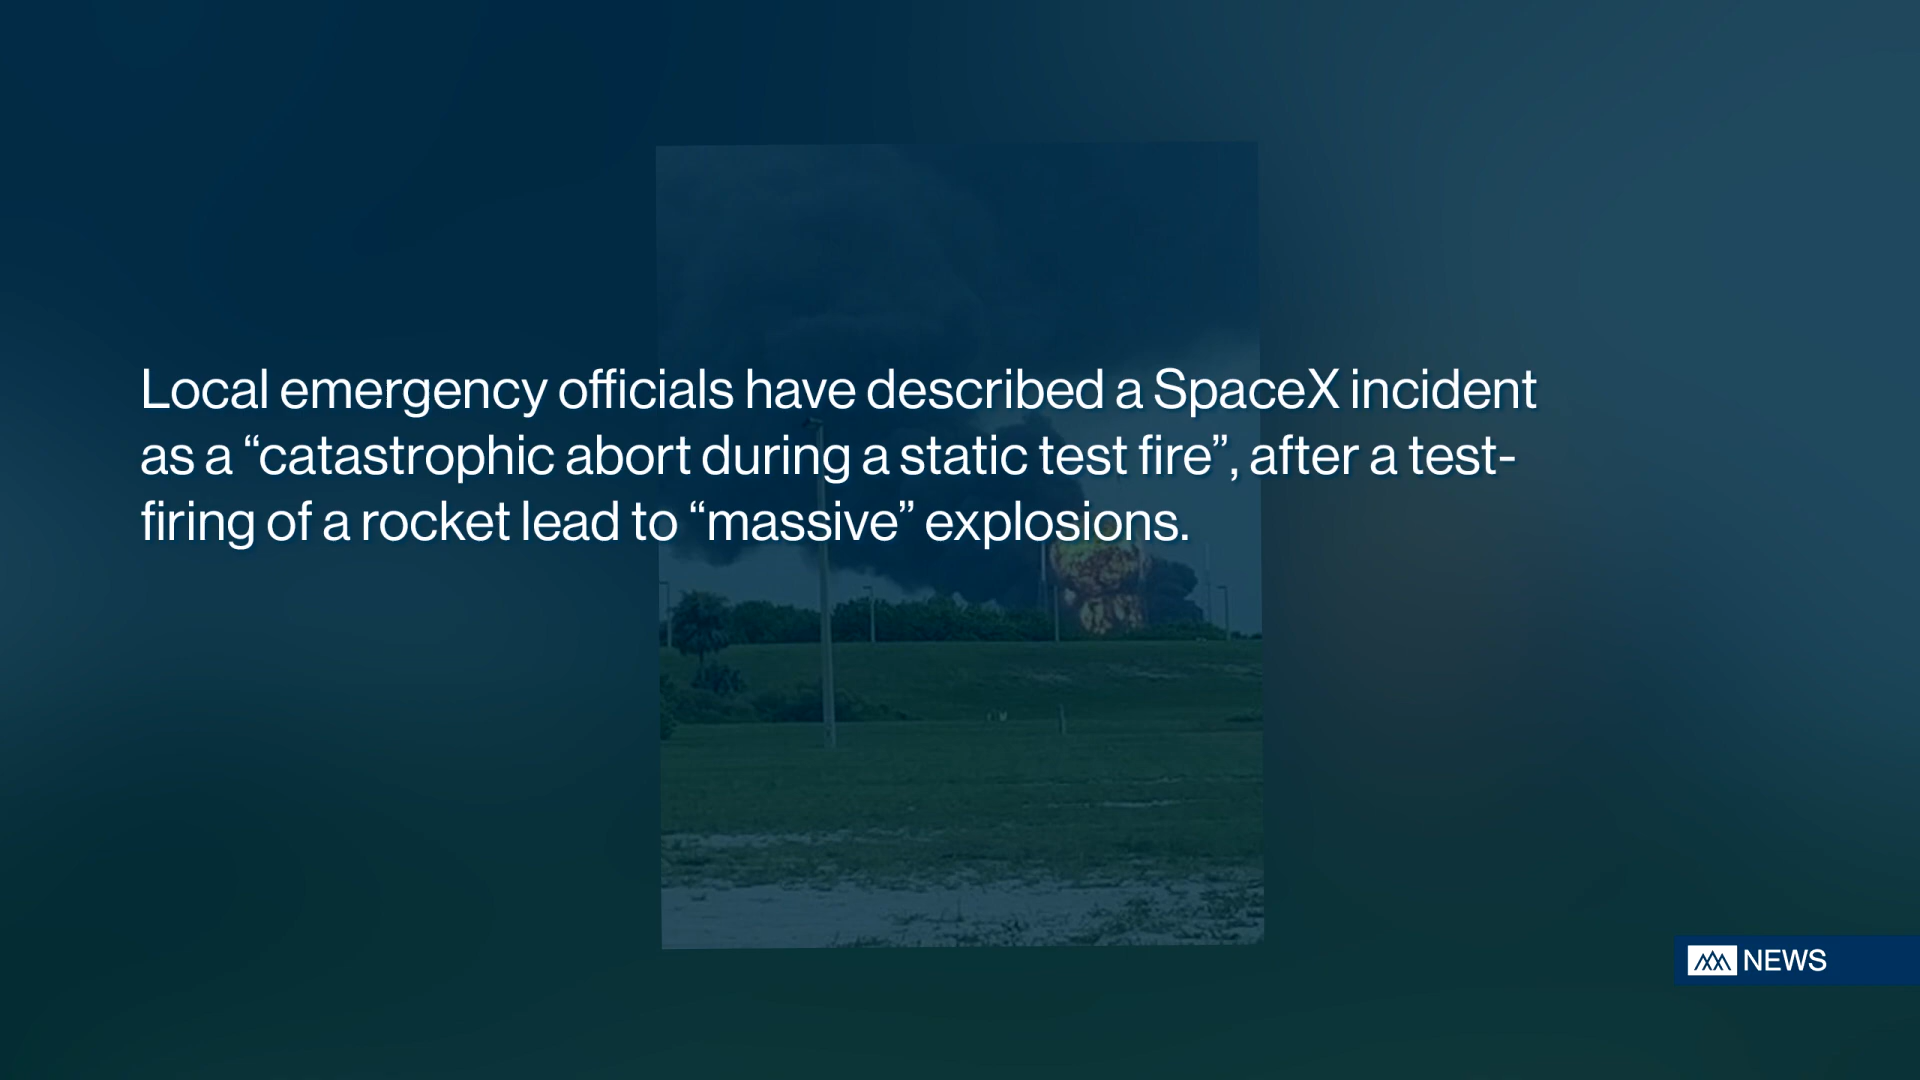 Local emergency officials have described a SpaceX incident
as a “catastrophic abort during a static test fire”, after a test-
firing of a rocket lead to “massive” explosions.
NEWS